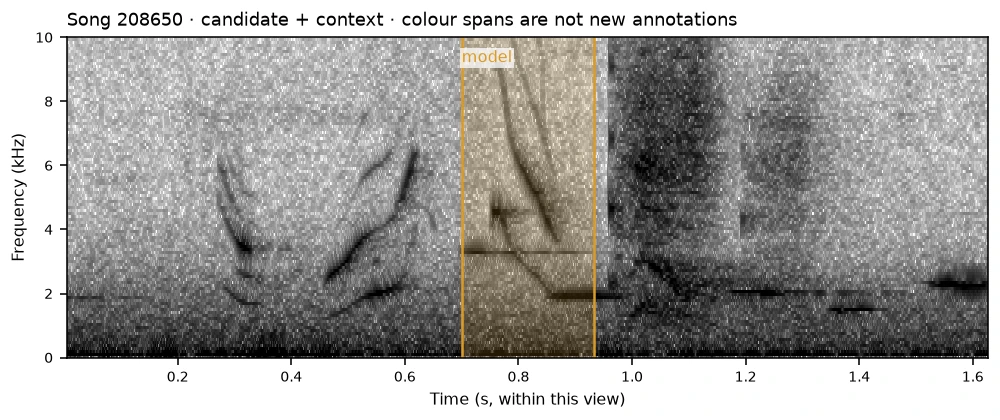 Song 208650 · candidate + context · colour spans are not new annotations
model
Frequency (kHz)
10
8
6
4
2
0
0.2 0.4 0.6 0.8 1.0 1.2 1.4 1.6
Time (s, within this view)